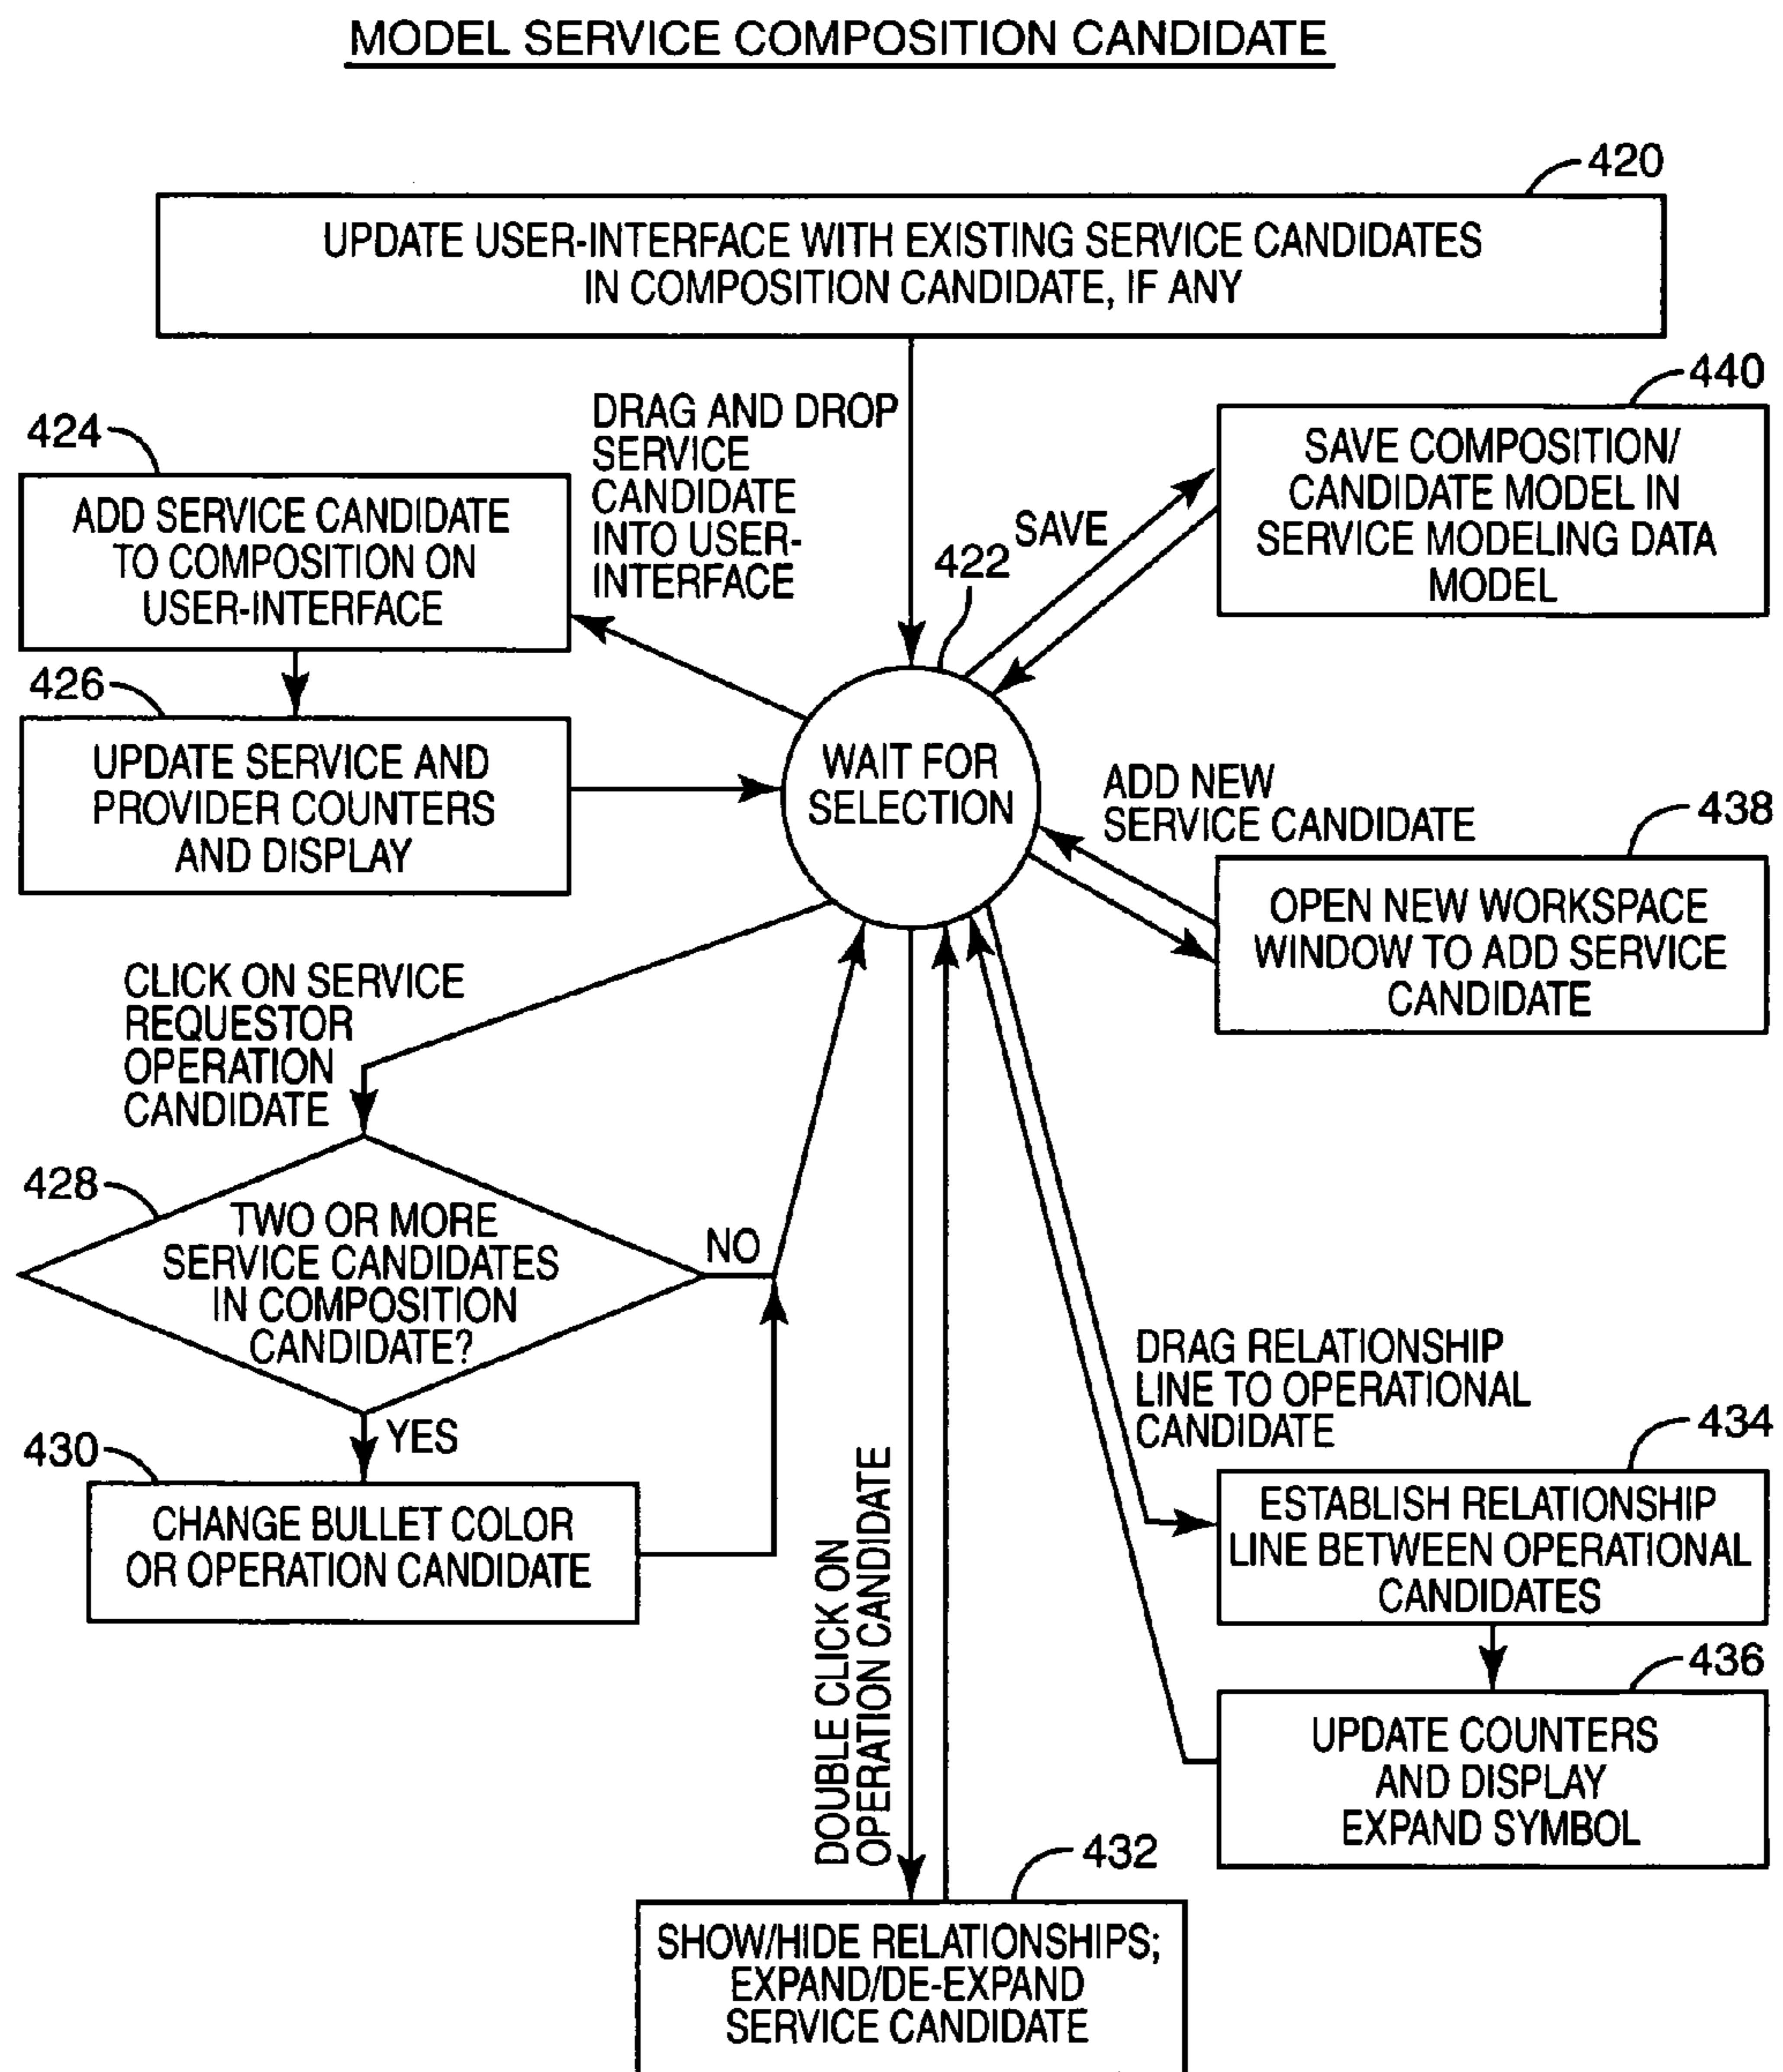 MODEL SERVICE COMPOSITION CANDIDATE
420
UPDATE USER-INTERFACE WITH EXISTING SERVICE CANDIDATES
IN COMPOSITION CANDIDATE, IF ANY
440
SAVE COMPOSITION/
CANDIDATE MODEL IN
SERVICE MODELING DATA
MODEL
DRAG AND DROP
SERVICE
CANDIDATE
INTO USER-
INTERFACE
424
ADD SERVICE CANDIDATE
TO COMPOSITION ON
USER-INTERFACE
SAVE
422
426
UPDATE SERVICE AND
PROVIDER COUNTERS
AND DISPLAY
WAIT FOR
SELECTION
ADD NEW
SERVICE CANDIDATE
438
OPEN NEW WORKSPACE
WINDOW TO ADD SERVICE
CANDIDATE
CLICK ON SERVICE
REQUESTOR
OPERATION
CANDIDATE
428
TWO OR MORE
SERVICE CANDIDATES
IN COMPOSITION
CANDIDATE?
NO
YES
430
CHANGE BULLET COLOR
OR OPERATION CANDIDATE
DOUBLE CLICK ON
OPERATION CANDIDATE
DRAG RELATIONSHIP
LINE TO OPERATIONAL
CANDIDATE
434
ESTABLISH RELATIONSHIP
LINE BETWEEN OPERATIONAL
CANDIDATES
436
UPDATE COUNTERS
AND DISPLAY
EXPAND SYMBOL
432
SHOW/HIDE RELATIONSHIPS;
EXPAND/DE-EXPAND
SERVICE CANDIDATE